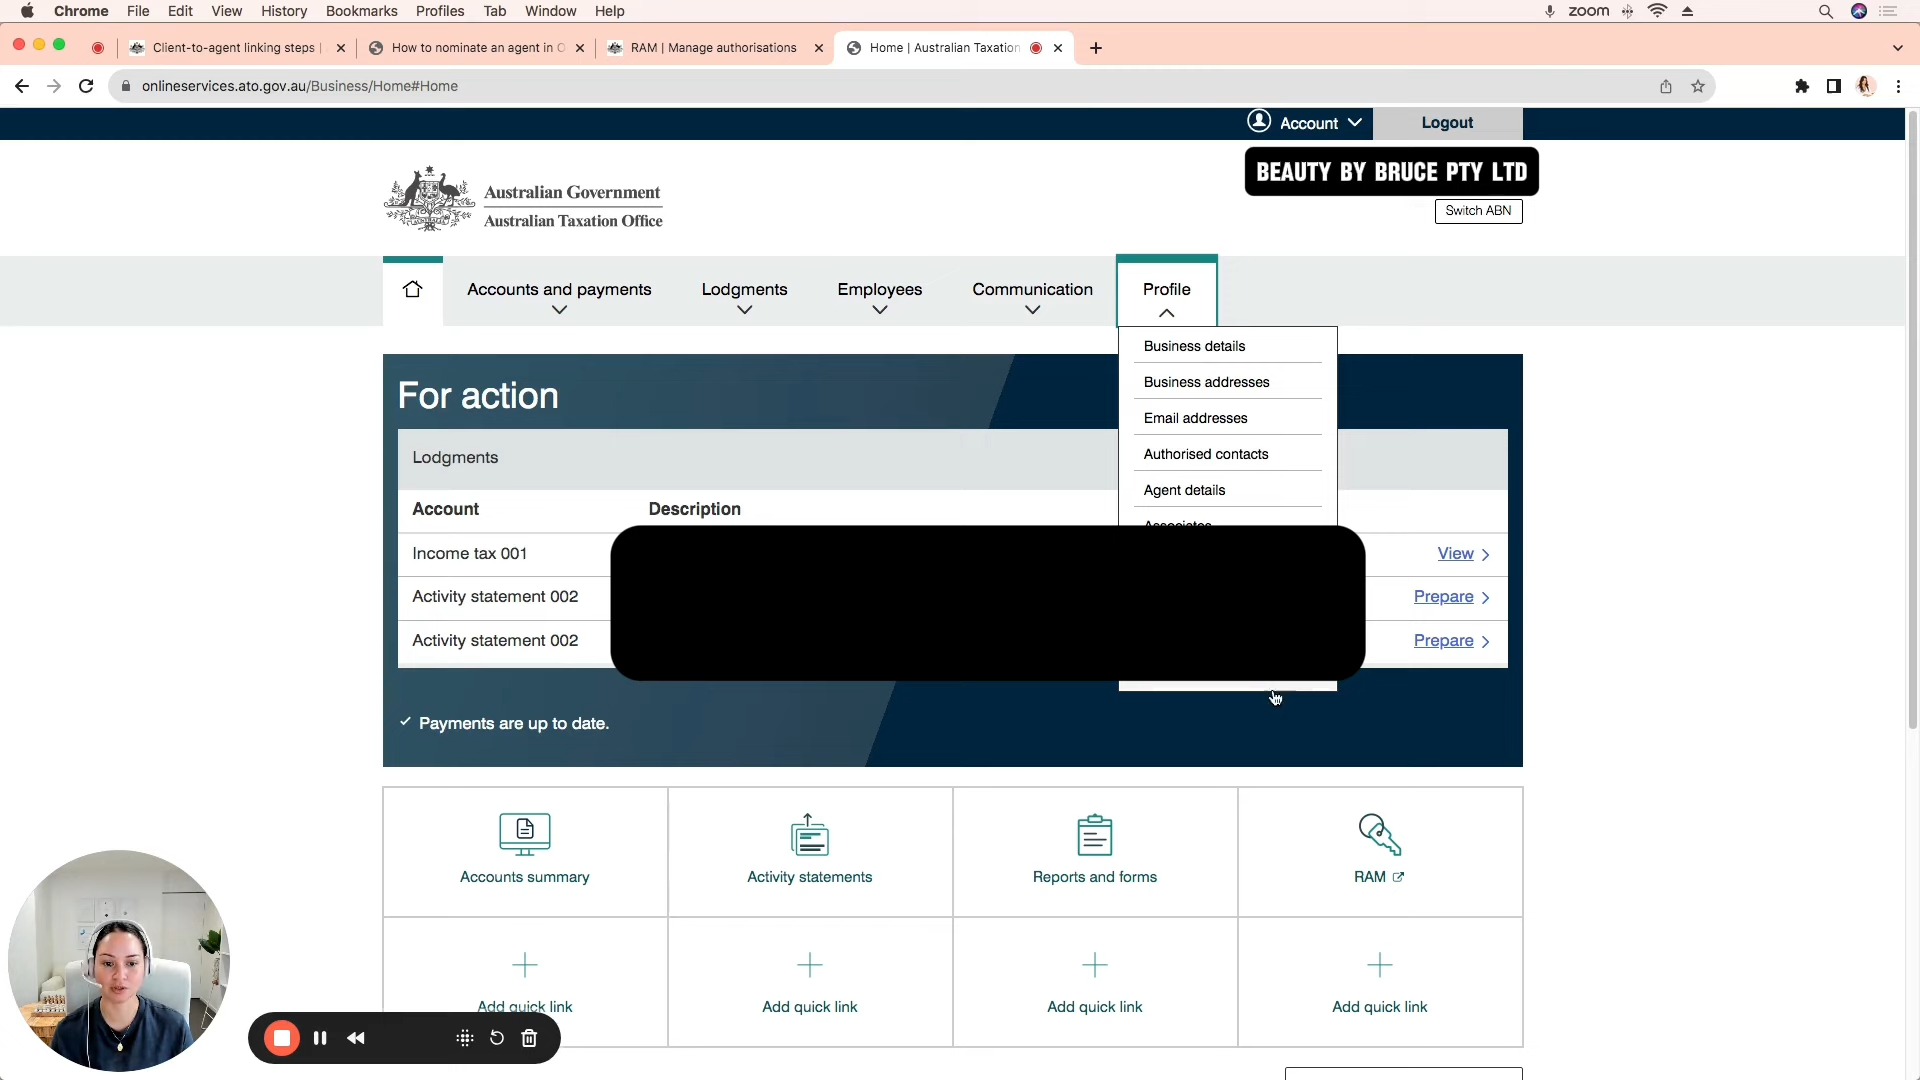 Chrome File Edit View History Bookmarks Profiles Tab Window Help zoom
Client-to-agent linking steps | How to nominate an agent in O RAM | Manage authorisations Home | Australian Taxation
onlineservices.ato.gov.au/Business/Home#Home
Account Logout
BEAUTY BY BRUCE PTY LTD
Switch ABN
Australian Government
Australian Taxation Office
Accounts and payments Lodgments Employees Communication Profile
Business details
Business addresses
Email addresses
Authorised contacts
Agent details
Associates
For action
Lodgments
Account Description
Income tax 001 View
Activity statement 002 Prepare
Activity statement 002 Prepare
Payments are up to date.
Accounts summary Activity statements Reports and forms RAM
Add quick link Add quick link Add quick link Add quick link